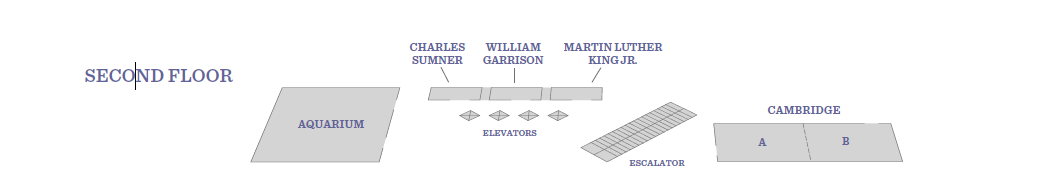 SECOND FLOOR
CHARLES
SUMNER
WILLIAM
GARRISON
MARTIN LUTHER
KING JR.
AQUARIUM
ELEVATORS
ESCALATOR
CAMBRIDGE
A
B